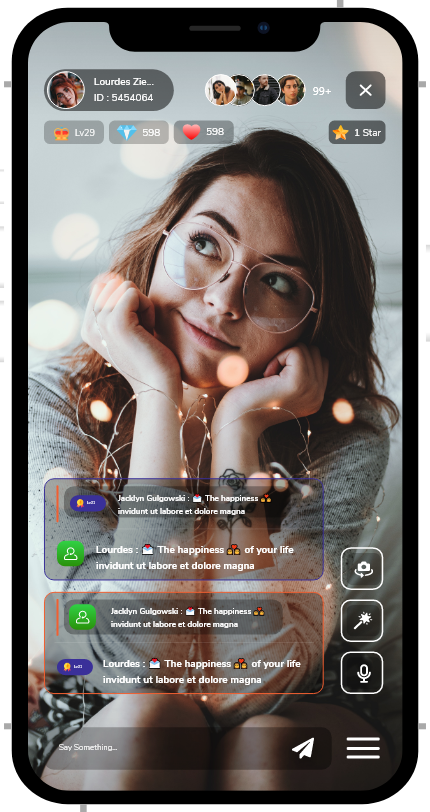 Lourdes Zie...
ID : 5454064
99+
Lv29
598
598
1 Star
Lv21
Jacklyn Gulgowski : The happiness
invidunt ut labore et dolore magna
Lourdes : The happiness of your life
invidunt ut labore et dolore magna
Jacklyn Gulgowski : The happiness
invidunt ut labore et dolore magna
Lv21
Lourdes : The happiness of your life
invidunt ut labore et dolore magna
Say Something...